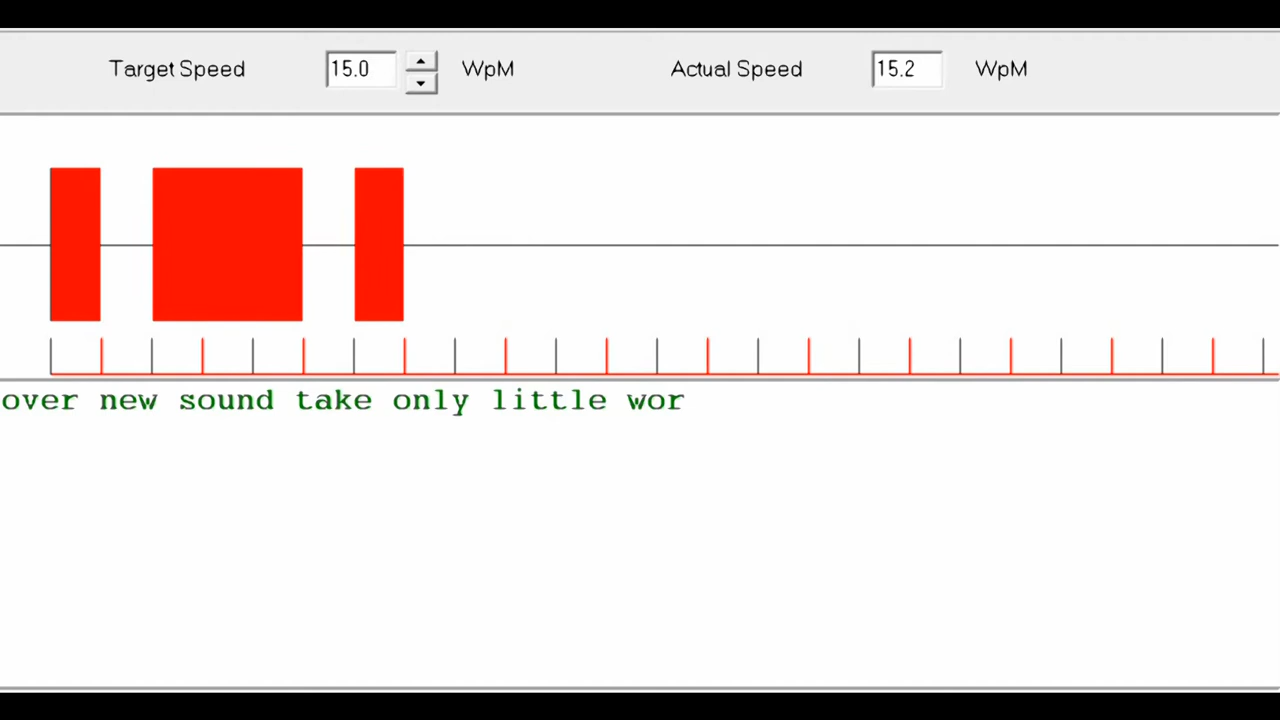 Target Speed 15.0 WpM Actual Speed 15.2 WpM
over new sound take only little wor